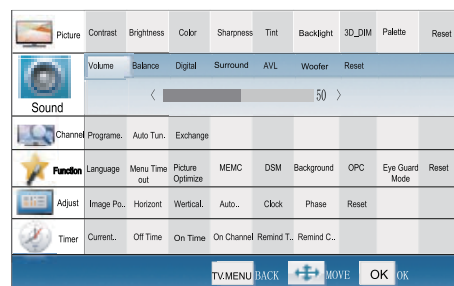 Picture Contrast Brightness Color Sharpness Tint Backlight 3D_DIM Palette Reset
Volume Balance Digital Surround AVL Woofer Reset
Sound
〈 50 〉
Channel Programe. Auto Tun. Exchange
Function Language Menu Time out Picture Optimize MEMC DSM Background OPC Eye Guard Mode Reset
Adjust Image Po.. Horizont Wertical. Auto.. Clock Phase Reset
Timer Current.. Off Time On Time On Channel Remind T.. Remind C..
TV.MENU BACK MOVE OK OK